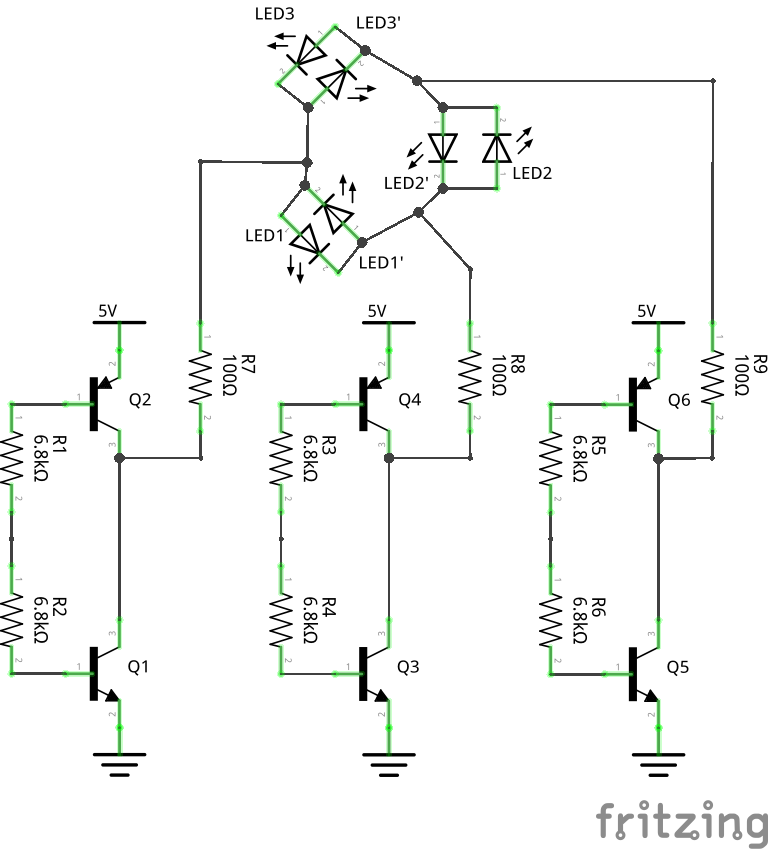 LED3
LED3'
LED2'
LED2
LED1
LED1'
5V
5V
5V
Q2
R7
100Ω
Q4
R8
100Ω
Q6
R9
100Ω
R1
6.8kΩ
R3
6.8kΩ
R5
6.8kΩ
R2
6.8kΩ
R4
6.8kΩ
R6
6.8kΩ
Q1
Q3
Q5
fritzing